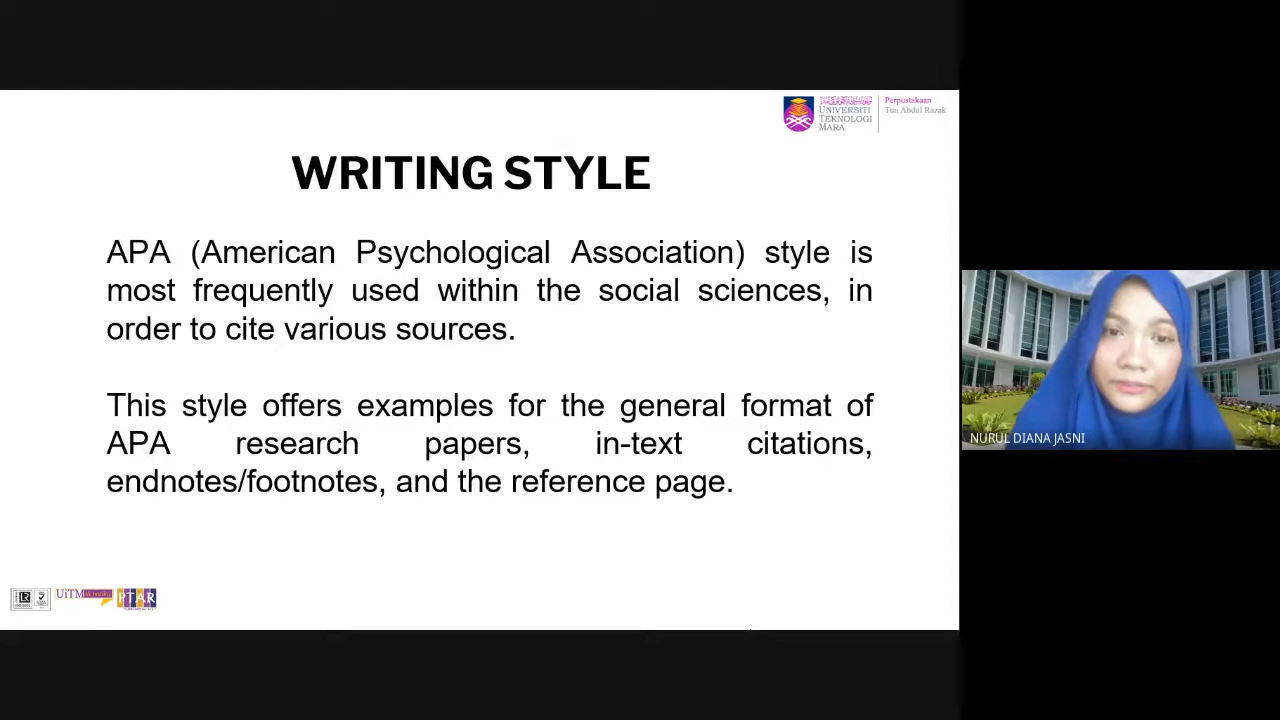 UNIVERSITI
TEKNOLOGI
MARA
Perpustakaan
Tun Abdul Razak
WRITING STYLE
APA (American Psychological Association) style is
most frequently used within the social sciences, in
order to cite various sources.
This style offers examples for the general format of
APA research papers, in-text citations,
endnotes/footnotes, and the reference page.
UiTM
PTAR
NURUL DIANA JASNI